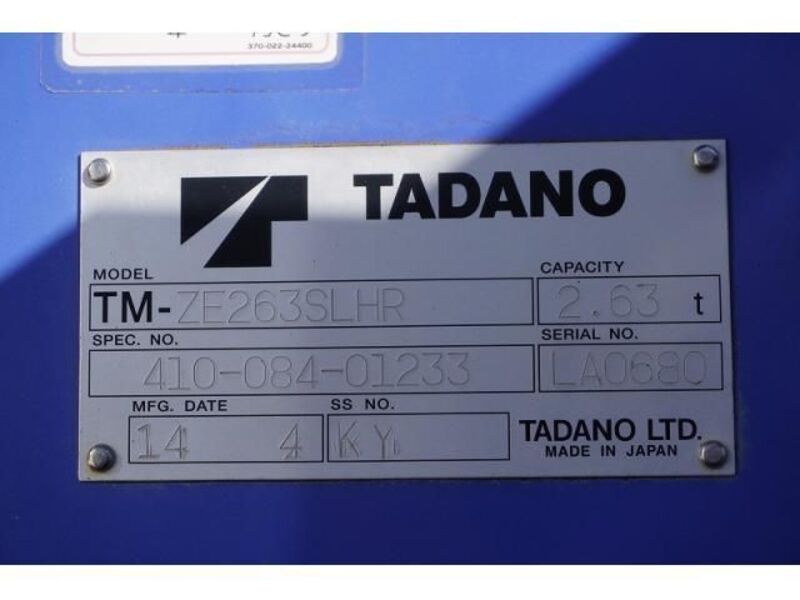 370-022-24400
TADANO
MODEL
CAPACITY
TM-ZE263SLHR
2.63 t
SPEC. NO.
SERIAL NO.
410-084-01233
LA0680
MFG. DATE
SS NO.
14 4
KY
TADANO LTD.
MADE IN JAPAN